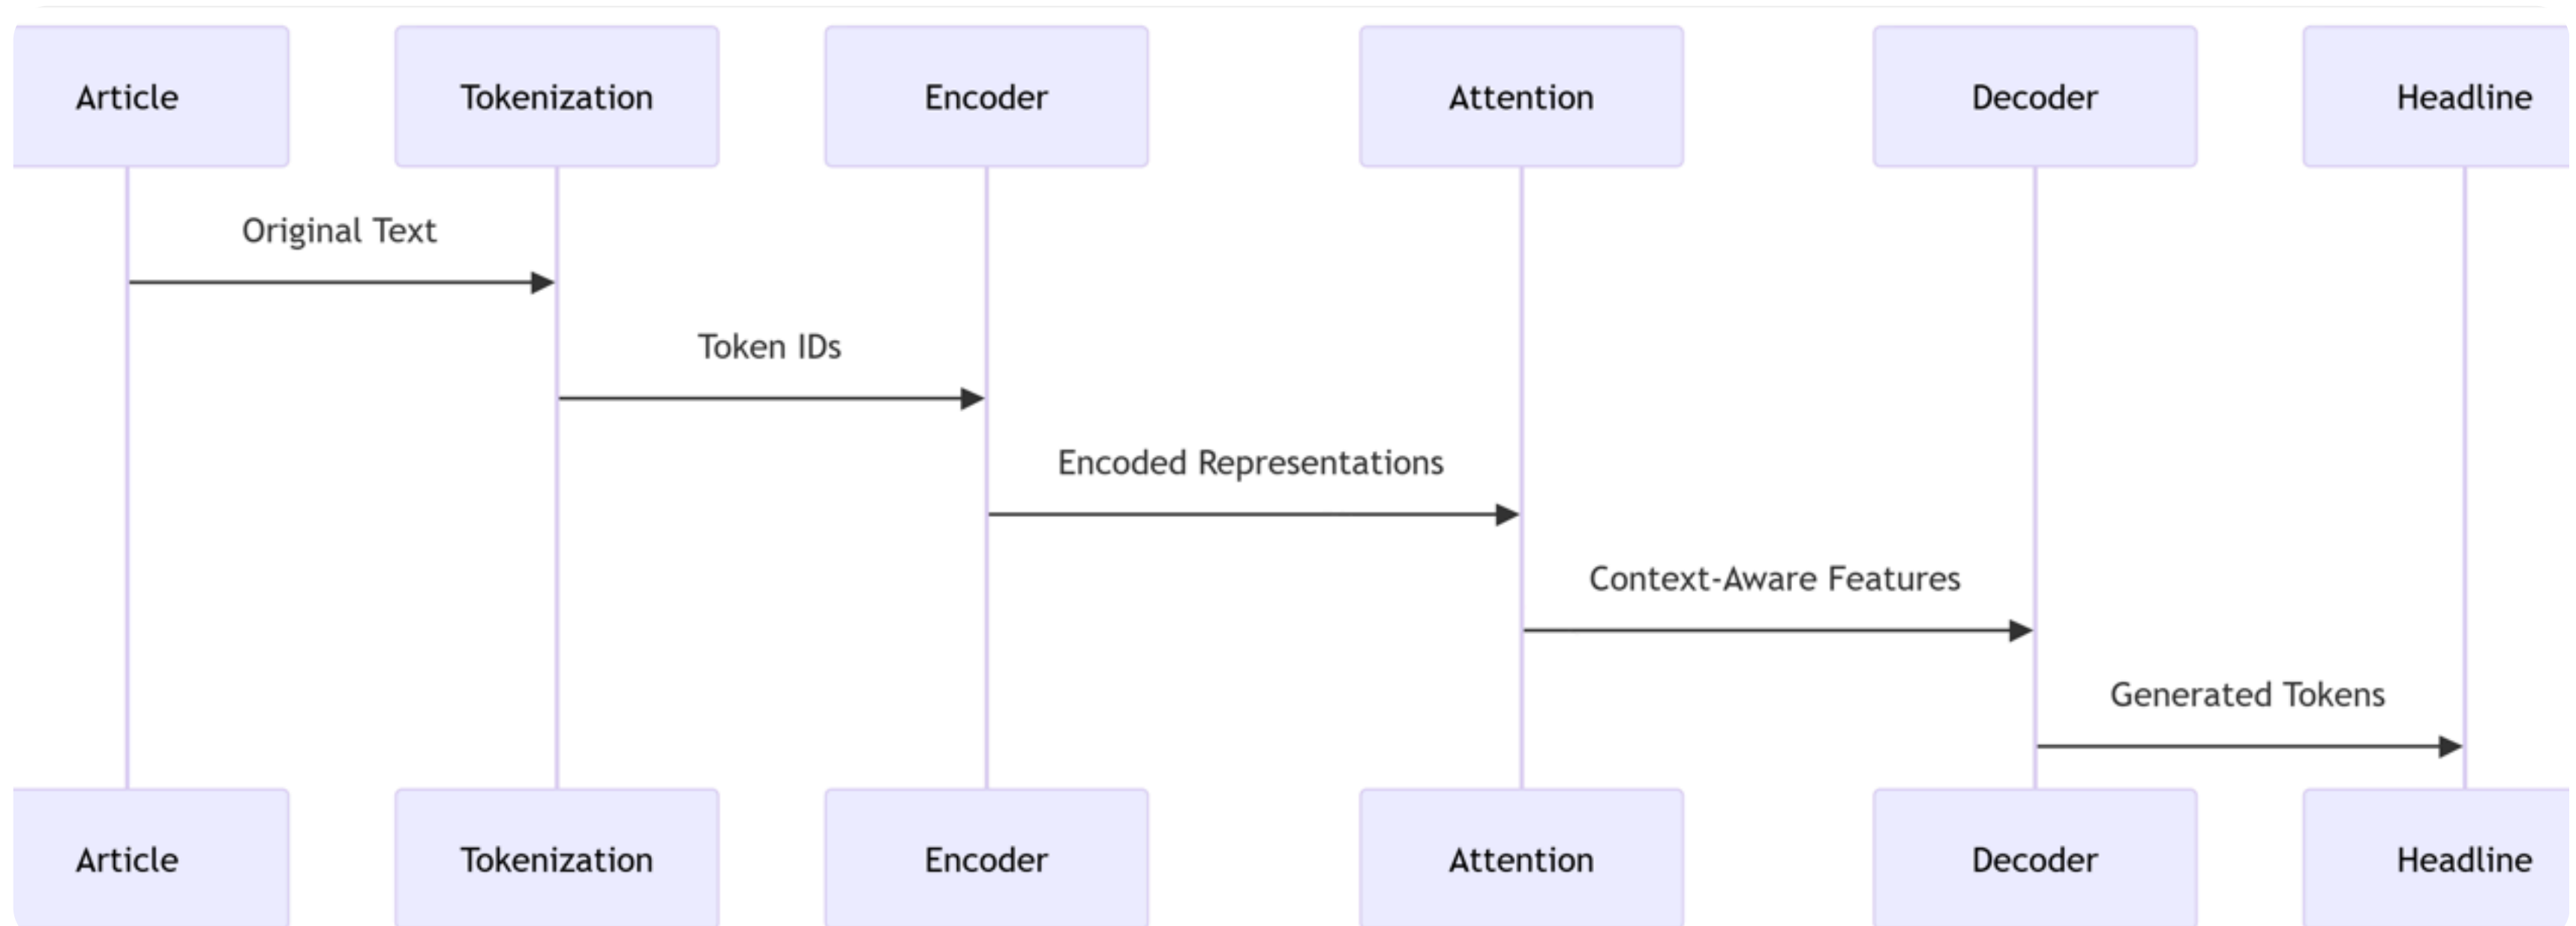 Article
Tokenization
Encoder
Attention
Decoder
Headline
Original Text
Token IDs
Encoded Representations
Context-Aware Features
Generated Tokens
Article
Tokenization
Encoder
Attention
Decoder
Headline